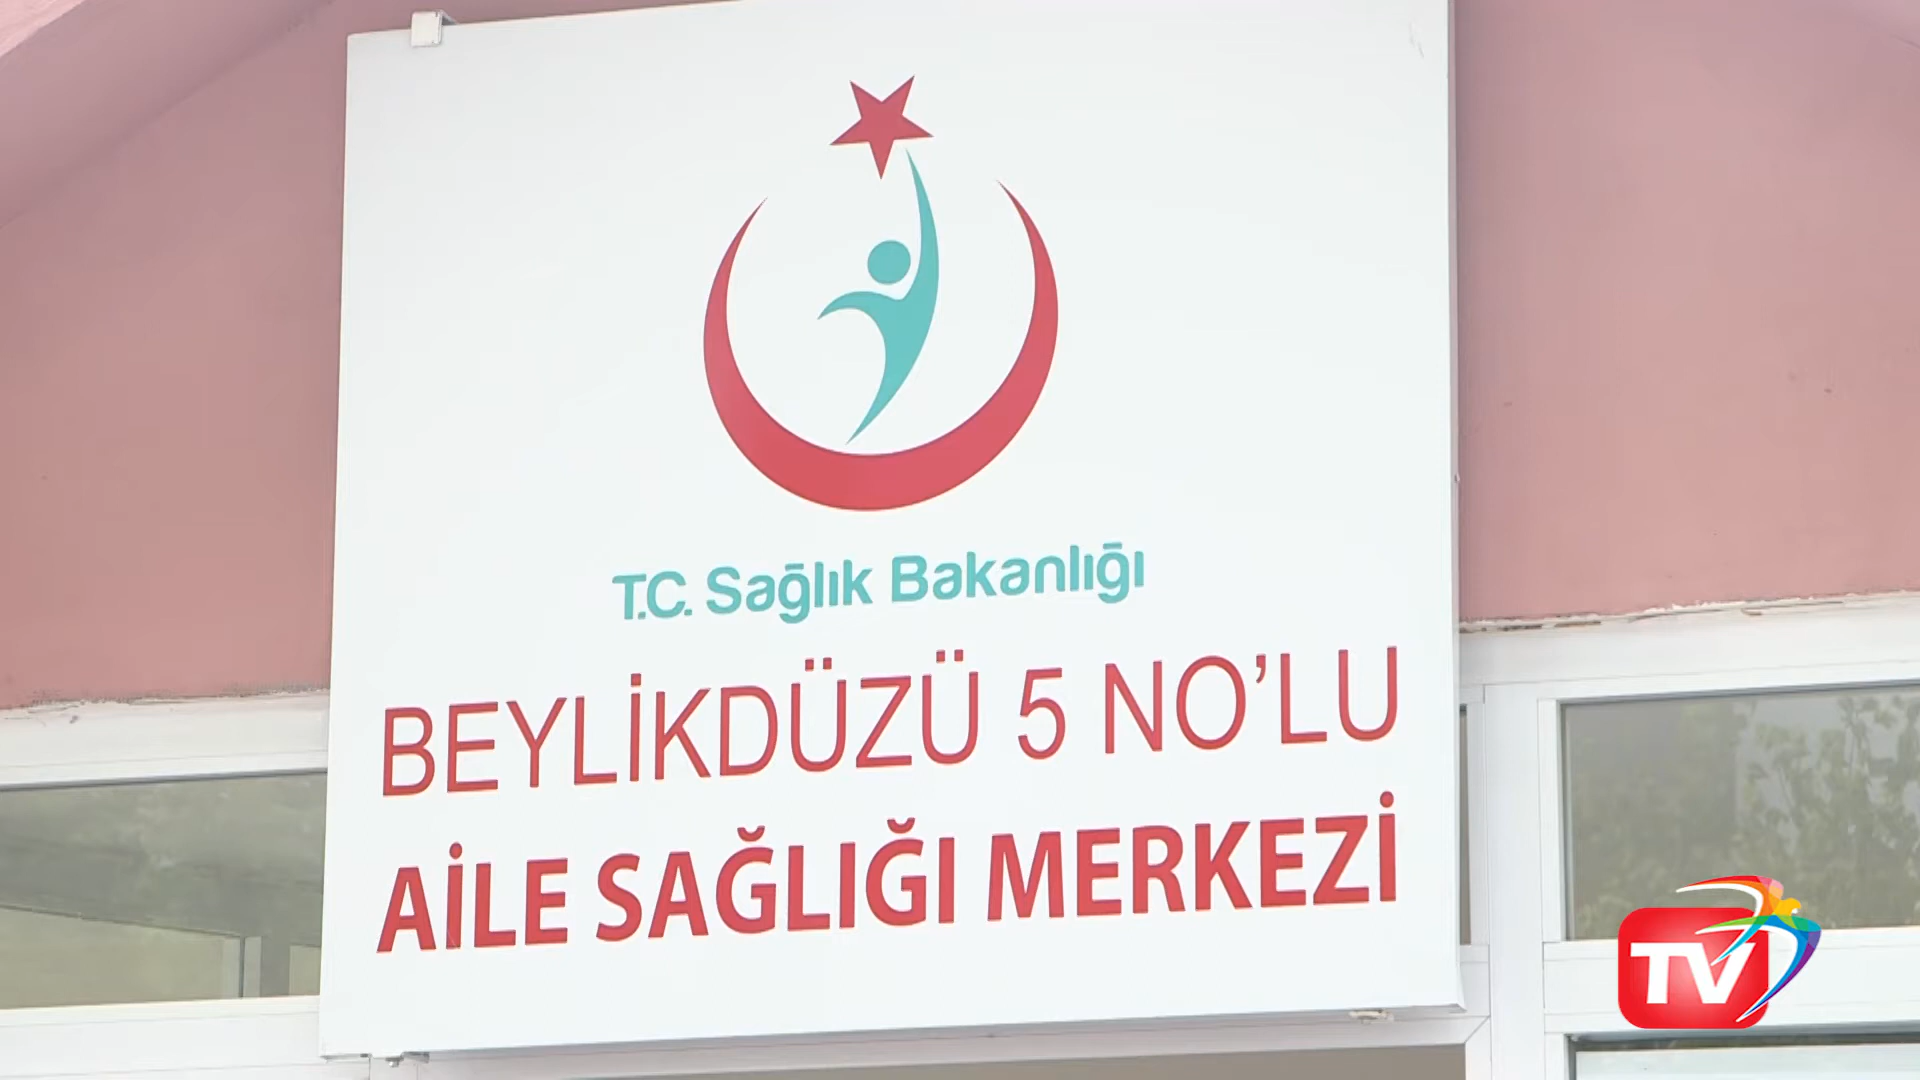 T.C. Sağlık Bakanlığı
BEYLİKDÜZÜ 5 NO'LU
AİLE SAĞLIĞI MERKEZİ
TV